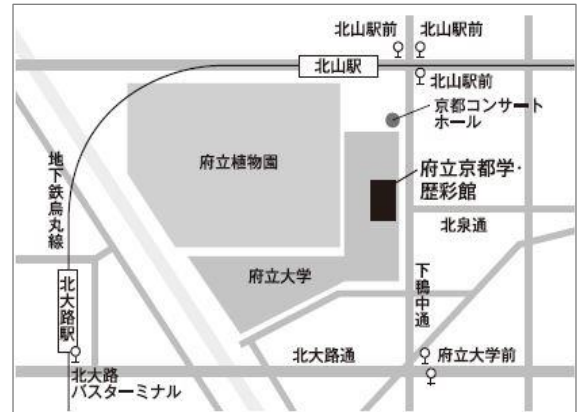 北山駅前
北山駅前
北山駅
北山駅前
京都コンサート
ホール
地下鉄烏丸線
府立植物園
府立京都学・
歴彩館
北泉通
府立大学
下鴨中通
北大路駅
北大路通
府立大学前
北大路
バスターミナル